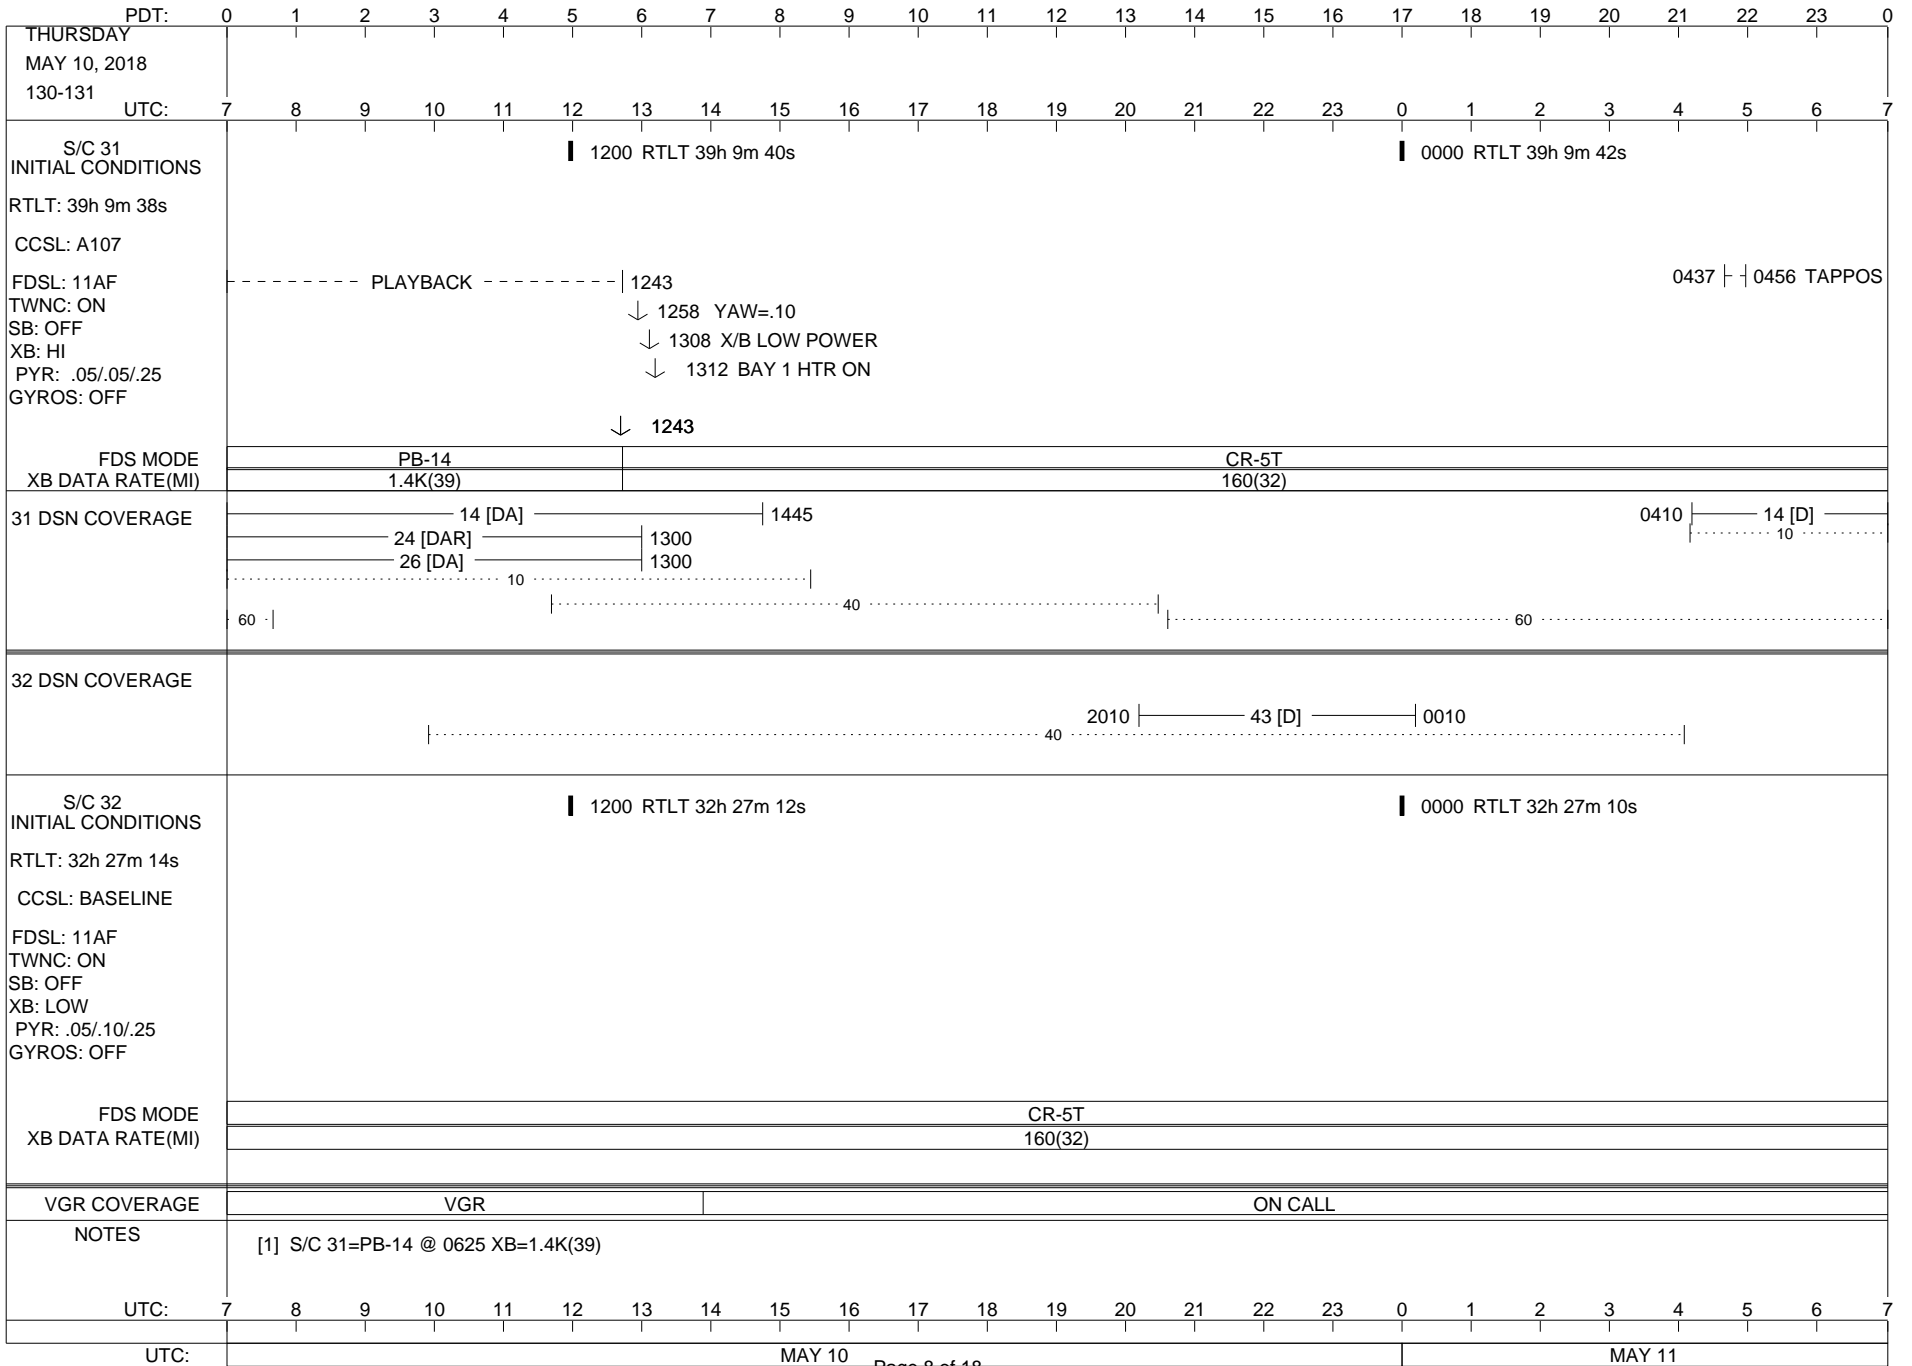 PDT: 0 1 2 3 4 5 6 7 8 9 10 11 12 13 14 15 16 17 18 19 20 21 22 23 0
THURSDAY
MAY 10, 2018
130-131
UTC: 7 8 9 10 11 12 13 14 15 16 17 18 19 20 21 22 23 0 1 2 3 4 5 6 7
S/C 31
INITIAL CONDITIONS
1200 RTLT 39h 9m 40s 0000 RTLT 39h 9m 42s
RTLT: 39h 9m 38s
CCSL: A107
FDSL: 11AF PLAYBACK 1243 0437 0456 TAPPOS
TWNC: ON 1258 YAW=.10
SB: OFF
XB: HI 1308 X/B LOW POWER
PYR: .05/.05/.25 1312 BAY 1 HTR ON
GYROS: OFF
1243
FDS MODE PB-14 CR-5T
XB DATA RATE(MI) 1.4K(39) 160(32)
31 DSN COVERAGE 14 [DA] 1445 0410 14 [D]
24 [DAR] 1300 10
26 [DA] 1300
10
40
60 60
32 DSN COVERAGE
2010 43 [D] 0010
40
S/C 32
INITIAL CONDITIONS
1200 RTLT 32h 27m 12s 0000 RTLT 32h 27m 10s
RTLT: 32h 27m 14s
CCSL: BASELINE
FDSL: 11AF
TWNC: ON
SB: OFF
XB: LOW
PYR: .05/.10/.25
GYROS: OFF
FDS MODE CR-5T
XB DATA RATE(MI) 160(32)
VGR COVERAGE VGR ON CALL
NOTES
[1] S/C 31=PB-14 @ 0625 XB=1.4K(39)
UTC: 7 8 9 10 11 12 13 14 15 16 17 18 19 20 21 22 23 0 1 2 3 4 5 6 7
UTC: MAY 10 MAY 11
Page 8 of 18